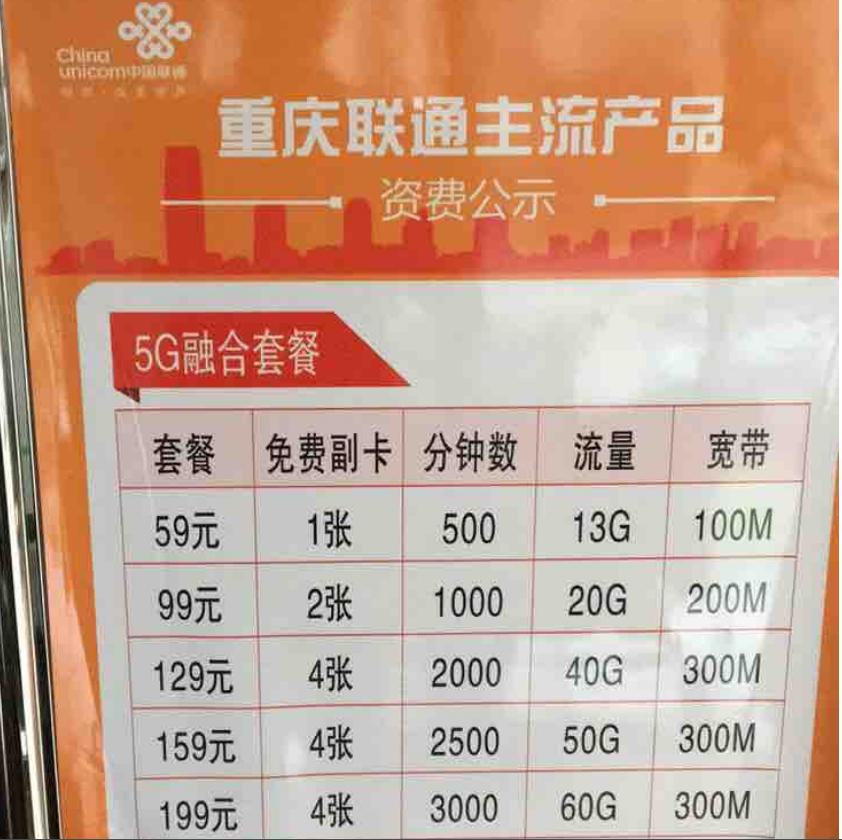 China
unicom中国联通
重庆联通主流产品
资费公示
5G融合套餐
套餐 免费副卡 分钟数 流量 宽带
59元 1张 500 13G 100M
99元 2张 1000 20G 200M
129元 4张 2000 40G 300M
159元 4张 2500 50G 300M
199元 4张 3000 60G 300M